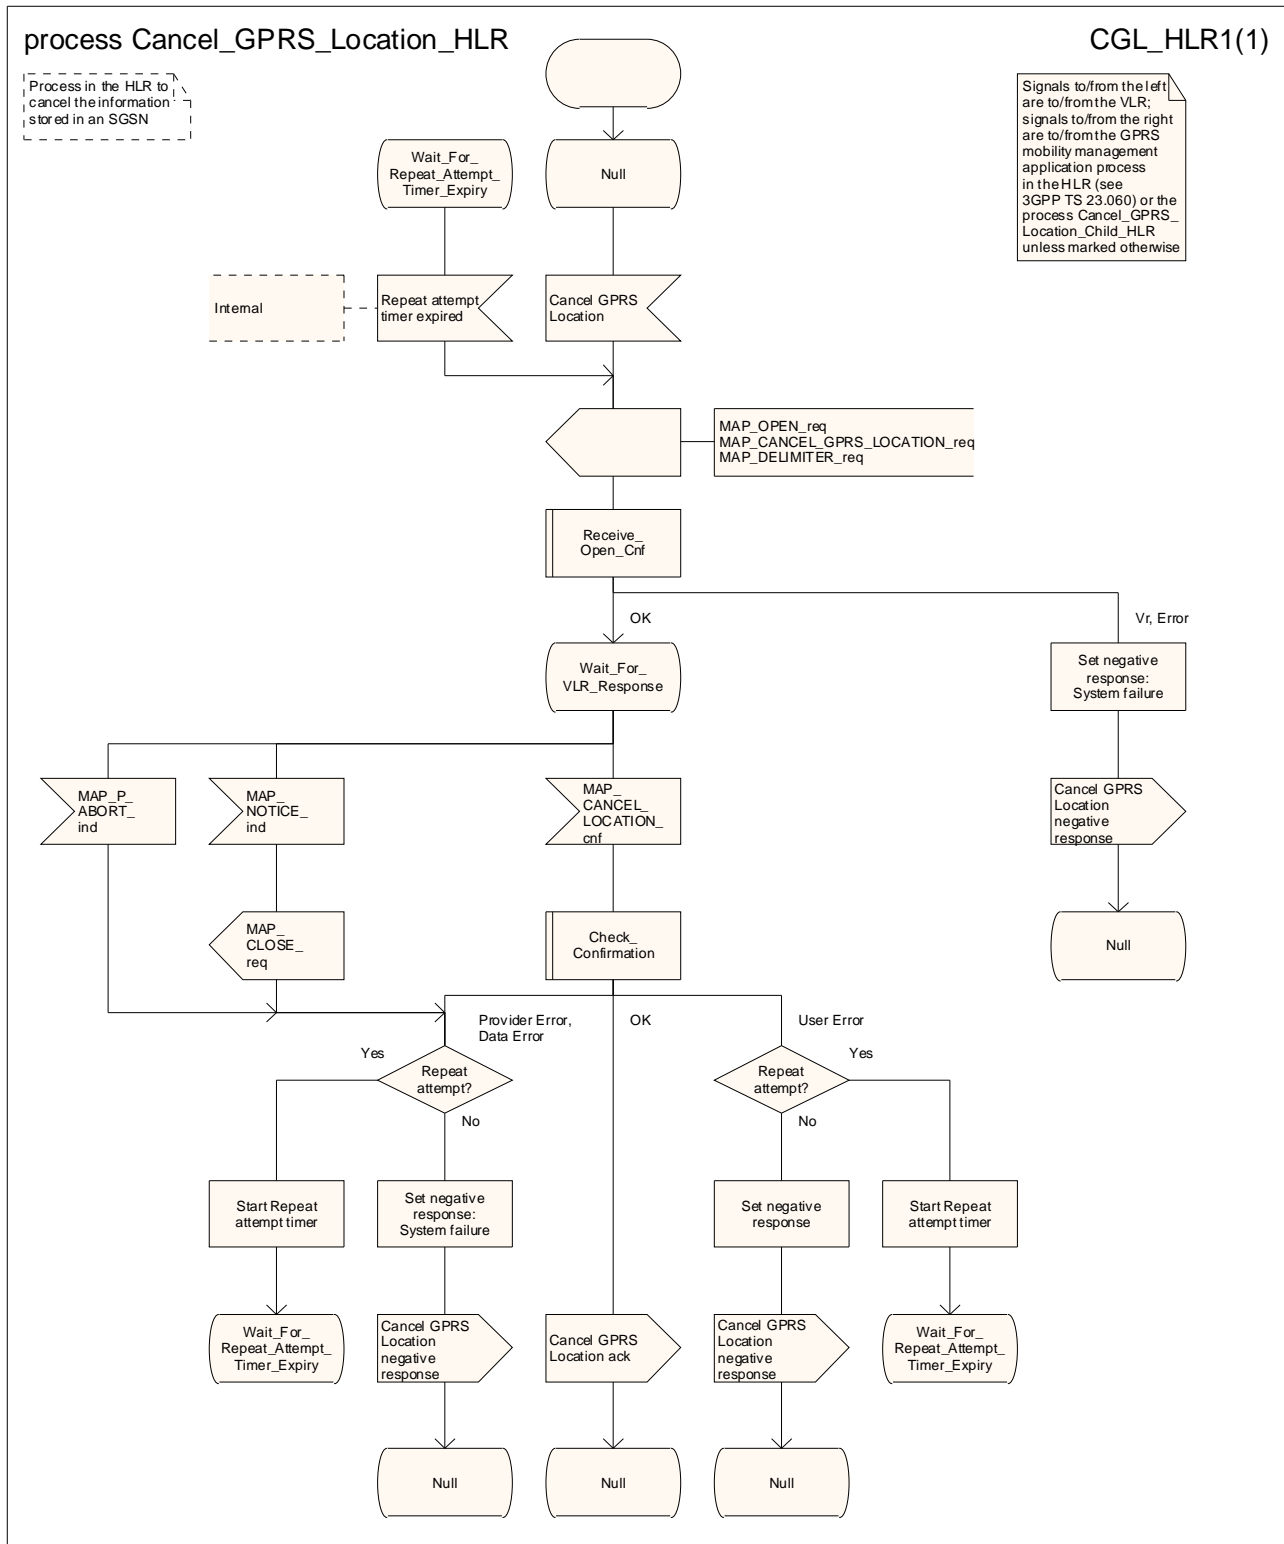 process Cancel_GPRS_Location_HLR
CGL_HLR1(1)
Process in the HLR to
cancel the information
stored in an SGSN
Signals to/from the left
are to/from the VLR;
signals to/from the right
are to/from the GPRS
mobility management
application process
in the HLR (see
3GPP TS 23.060) or the
process Cancel_GPRS_
Location_Child_HLR
unless marked otherwise
Wait_For_
Repeat_Attempt_
Timer_Expiry
Null
Internal
Repeat attempt
timer expired
Cancel GPRS
Location
MAP_OPEN_req
MAP_CANCEL_GPRS_LOCATION_req
MAP_DELIMITER_req
Receive_
Open_Cnf
OK
Vr, Error
Wait_For_
VLR_Response
Set negative
response:
System failure
MAP_P_
ABORT_
ind
MAP_
NOTICE_
ind
MAP_
CANCEL_
LOCATION_
cnf
Cancel GPRS
Location
negative
response
MAP_
CLOSE_
req
Check_
Confirmation
Null
Provider Error,
Data Error
OK
User Error
Yes
Repeat
attempt?
No
Repeat
attempt?
Yes
No
Start Repeat
attempt timer
Set negative
response:
System failure
Set negative
response
Start Repeat
attempt timer
Wait_For_
Repeat_Attempt_
Timer_Expiry
Cancel GPRS
Location
negative
response
Cancel GPRS
Location ack
Cancel GPRS
Location
negative
response
Wait_For_
Repeat_Attempt_
Timer_Expiry
Null
Null
Null